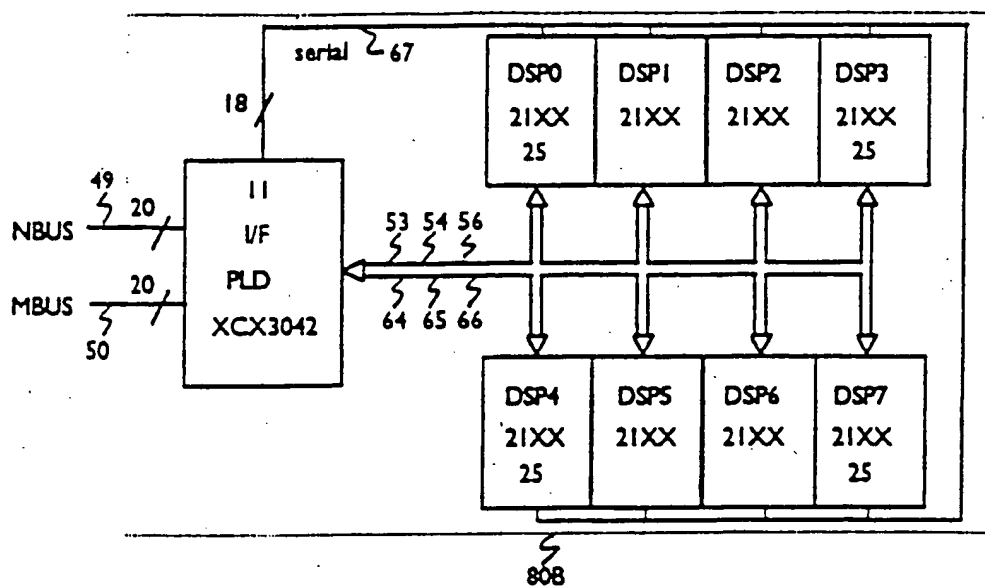 serial 67
DSP0 DSP1 DSP2 DSP3
21XX 21XX 21XX 21XX
25 25
18
11
I/F
PLD
XCX3042
49
20
NBUS
20
MBUS
50
53 54 56
64 65 66
DSP4 DSP5 DSP6 DSP7
21XX 21XX 21XX 21XX
25 25
80B